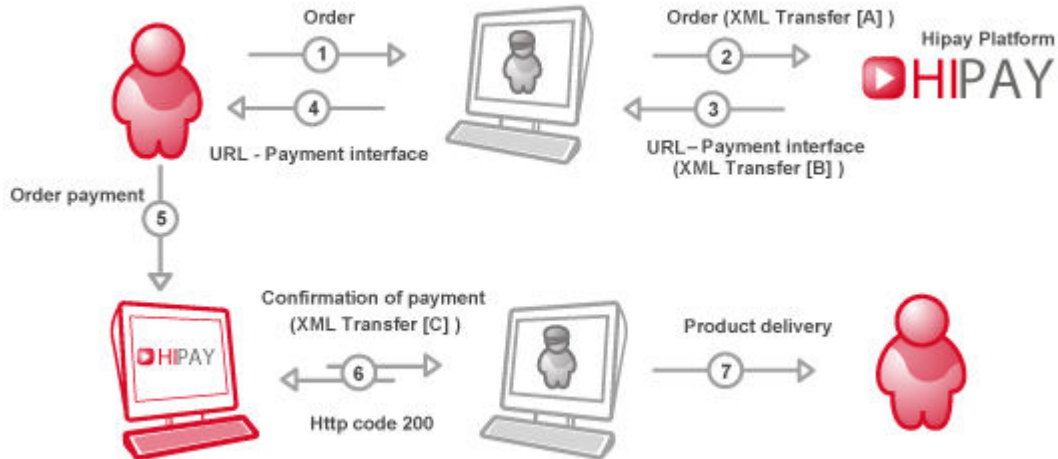 Order
1
Order (XML Transfer [A] )
2
Hipay Platform
HIPAY
4
URL - Payment interface
3
URL– Payment interface
(XML Transfer [B] )
Order payment
5
HIPAY
Confirmation of payment
(XML Transfer [C] )
6
Http code 200
Product delivery
7